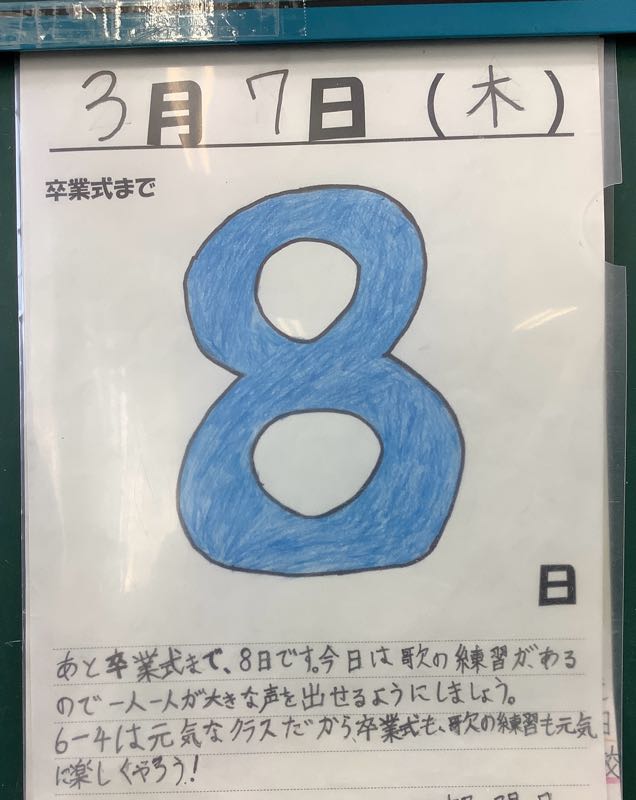 3月7日(木)
卒業式まで
8
日
あと卒業式まで、8日です。今日は歌の練習がある
ので一人一人が大きな声を出せるようにしましょう。
6-4は元気なクラスだから、卒業式も、歌の練習も元気
に楽しくやろう!